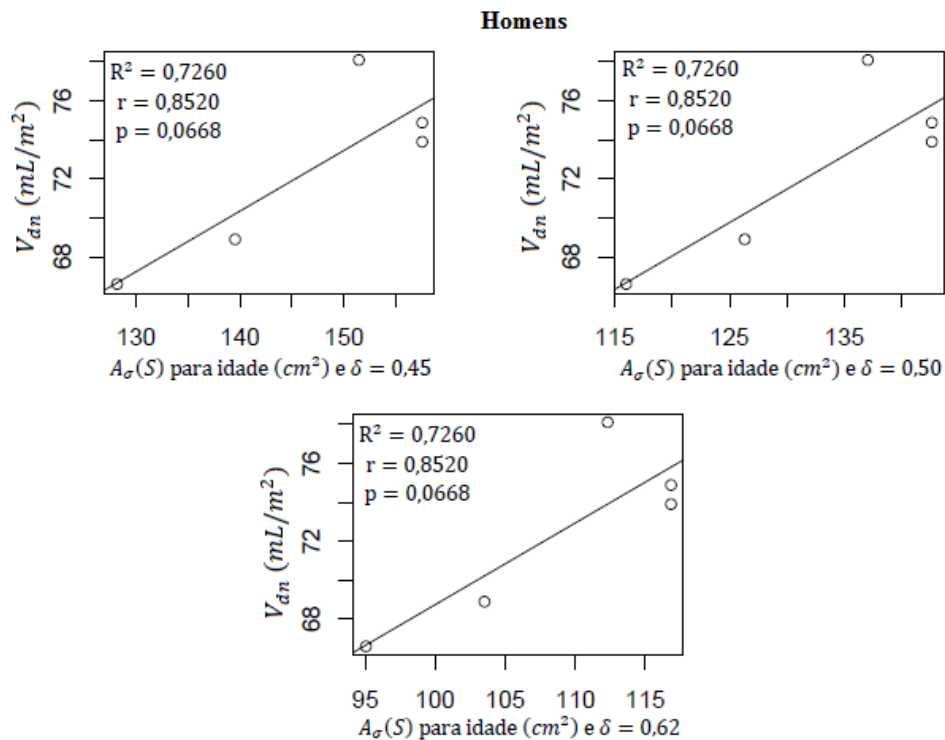 Homens
R² = 0,7260
r = 0,8520
p = 0,0668
V_dn (mL/m²)
68 72 76
130 140 150
A_σ(S) para idade (cm²) e δ = 0,45
R² = 0,7260
r = 0,8520
p = 0,0668
V_dn (mL/m²)
68 72 76
115 125 135
A_σ(S) para idade (cm²) e δ = 0,50
R² = 0,7260
r = 0,8520
p = 0,0668
V_dn (mL/m²)
68 72 76
95 100 105 110 115
A_σ(S) para idade (cm²) e δ = 0,62